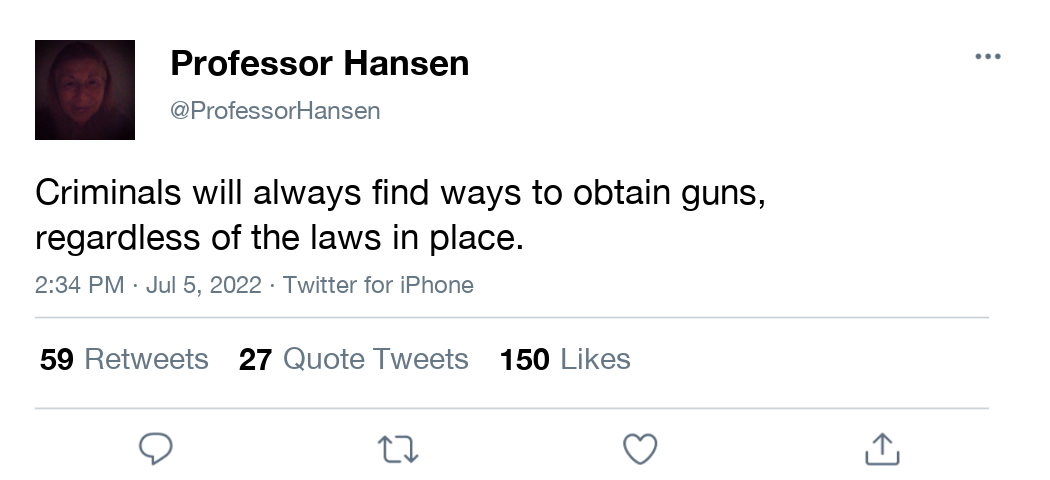 Professor Hansen
@ProfessorHansen
Criminals will always find ways to obtain guns,
regardless of the laws in place.
2:34 PM · Jul 5, 2022 · Twitter for iPhone
59 Retweets 27 Quote Tweets 150 Likes